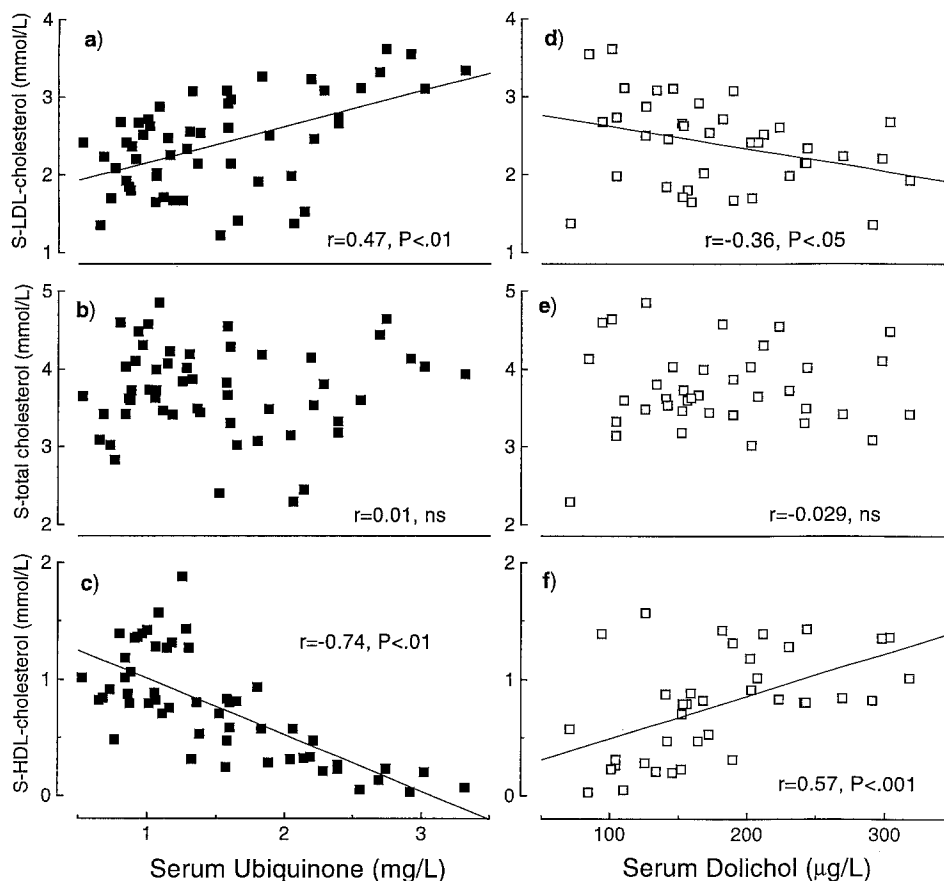 a)
S-LDL-cholesterol (mmol/L)
4
3
2
1
r=0.47, P<.01
d)
4
3
2
1
r=-0.36, P<.05
b)
S-total cholesterol (mmol/L)
5
4
3
2
r=0.01, ns
e)
5
4
3
2
r=-0.029, ns
c)
S-HDL-cholesterol (mmol/L)
2
1
0
r=-0.74, P<.01
1
2
3
Serum Ubiquinone (mg/L)
f)
2
1
0
r=0.57, P<.001
100
200
300
Serum Dolichol (μg/L)